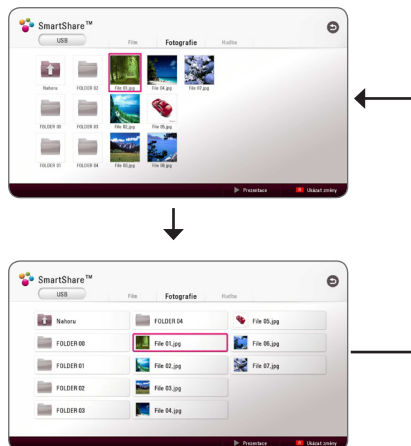 SmartShare™
USB Film Fotografie Hudba
Nahoru FOLDER 02 File 01.jpg File 04.jpg File 07.jpg
FOLDER 00 FOLDER 03 File 02.jpg File 05.jpg
FOLDER 01 FOLDER 04 File 03.jpg File 06.jpg
Prezentace R Ukázat změny
SmartShare™
USB Film Fotografie Hudba
Nahoru FOLDER 04 File 05.jpg
FOLDER 00 File 01.jpg File 06.jpg
FOLDER 01 File 02.jpg File 07.jpg
FOLDER 02 File 03.jpg
FOLDER 03 File 04.jpg
Prezentace R Ukázat změny